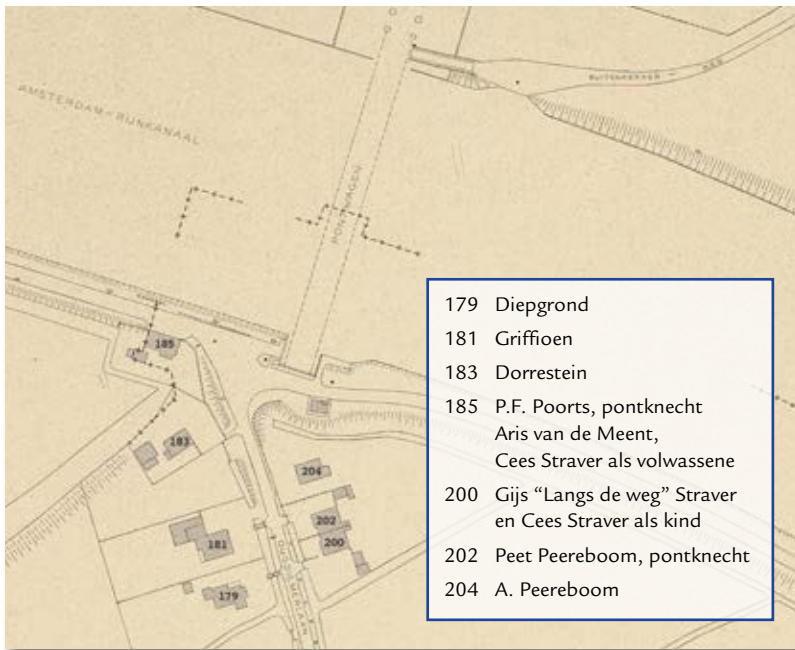 AMSTERDAM-RIJNKANAAL
PONTWAGEN
185
183
181
179
204
202
200
179 Diepgrond
181 Griffioen
183 Dorrestein
185 P.F. Poorts, pontknecht
Aris van de Meent,
Cees Straver als volwassene
200 Gijs “Langs de weg” Straver
en Cees Straver als kind
202 Peet Peereboom, pontknecht
204 A. Peereboom